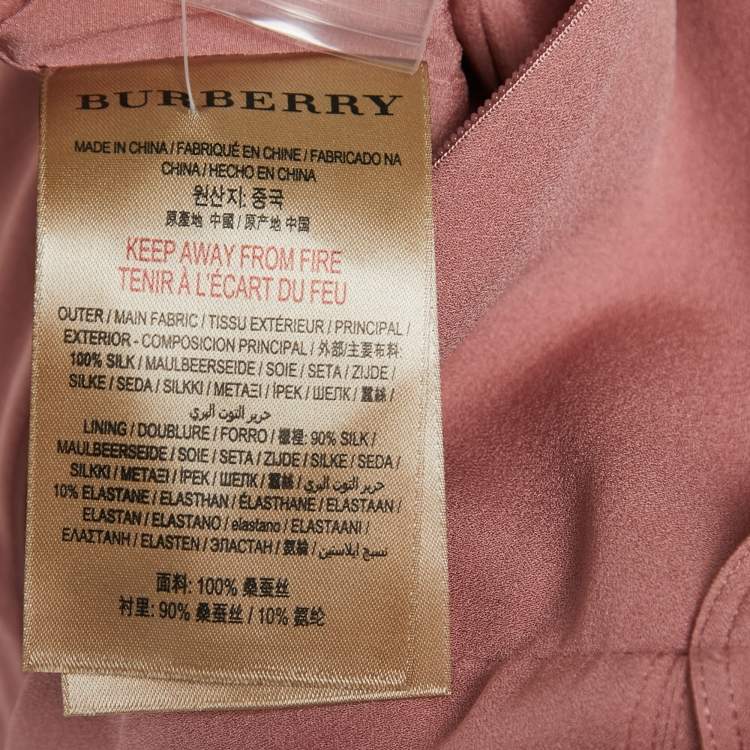 BURBERRY
MADE IN CHINA / FABRIQUÉ EN CHINE / FABRICADO NA
CHINA / HECHO EN CHINA
원산지: 중국
原產地 中國 / 原产地 中国
KEEP AWAY FROM FIRE
TENIR À L'ÉCART DU FEU
OUTER / MAIN FABRIC / TISSU EXTÉRIEUR / PRINCIPAL /
EXTERIOR - COMPOSICION PRINCIPAL / 外部/主要布料:
100% SILK / MAULBEERSEIDE / SOIE / SETA / ZIJDE /
SILKE / SEDA / SILKKI / ΜΕΤΑΞΙ / İPEK / ШЕЛК / 蠶絲 /
حرير التوت البري
LINING / DOUBLURE / FORRO / 襯裡: 90% SILK /
MAULBEERSEIDE / SOIE / SETA / ZIJDE / SILKE / SEDA /
SILKKI / ΜΕΤΑΞΙ / İPEK / ШЕЛК / 蠶絲 / حرير التوت البري
10% ELASTANE / ELASTHAN / ÉLASTHANE / ELASTAAN /
ELASTAN / ELASTANO / elastano / ELASTAANI /
ΕΛΑΣΤΑΝΗ / ELASTEN / ЭЛАСТАН / 氨綸 / نسيج ايلاستين
面料: 100% 桑蚕丝
衬里: 90% 桑蚕丝 / 10% 氨纶